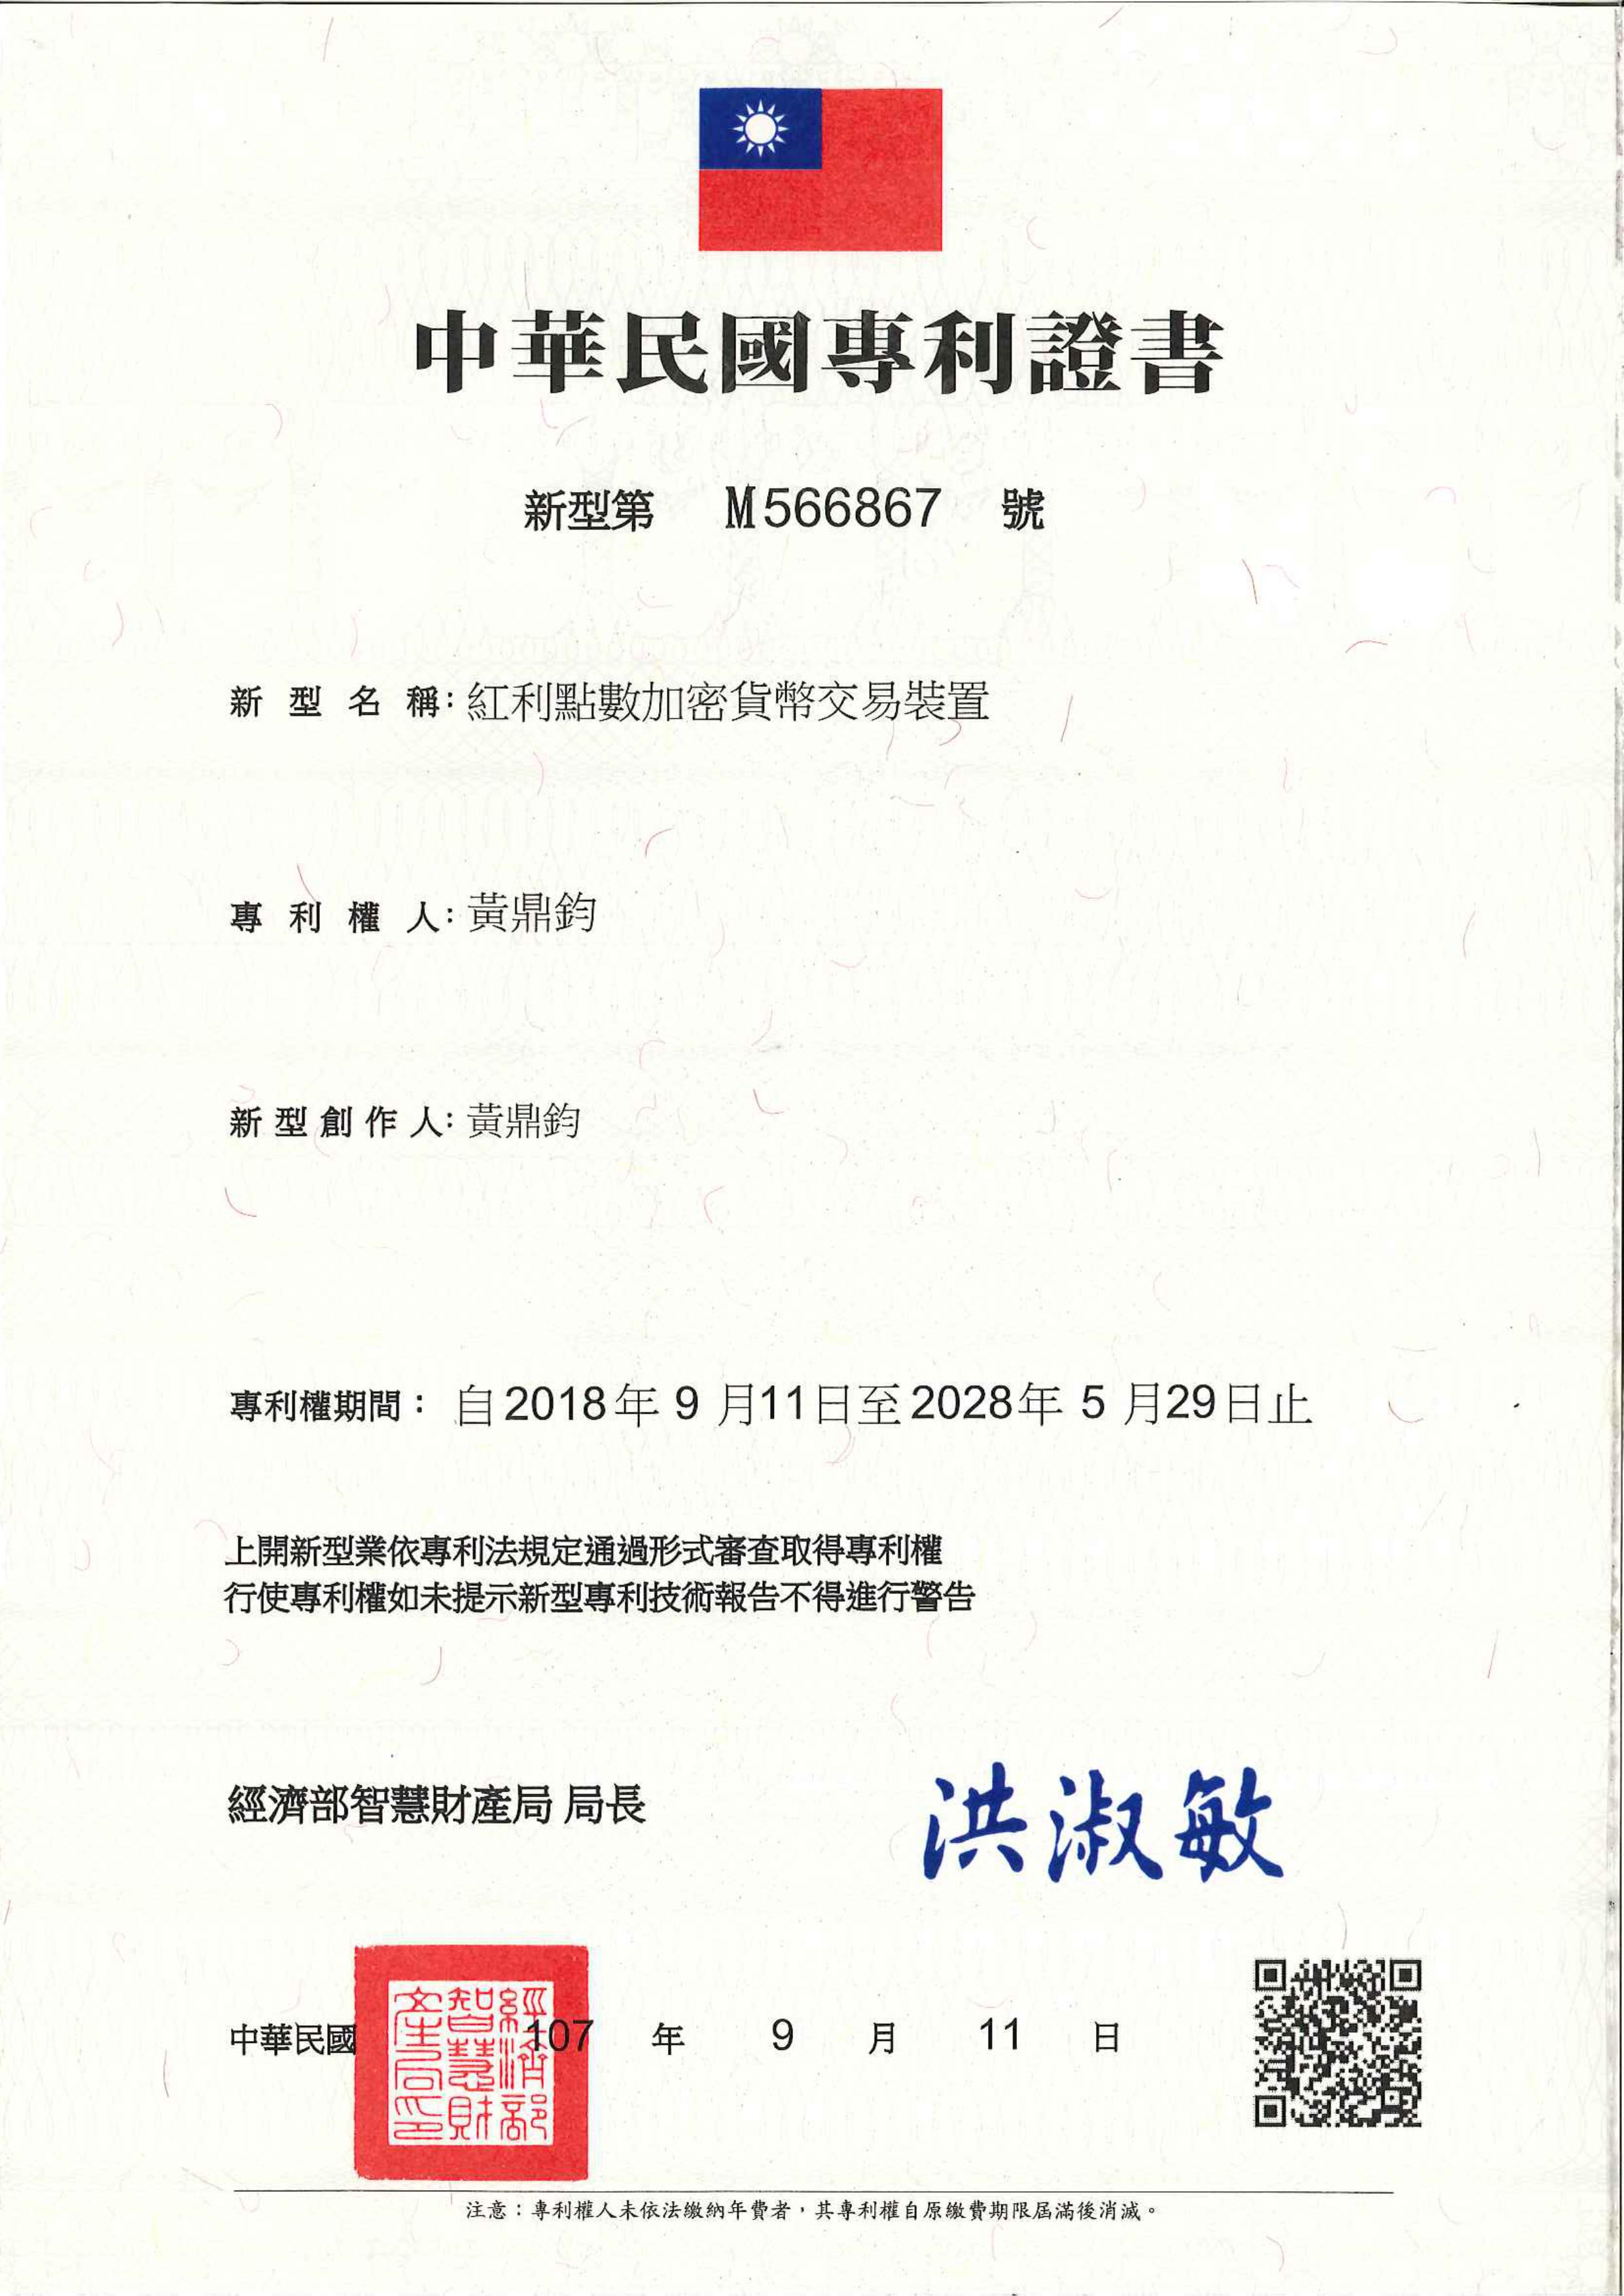 中華民國專利證書
新型第 M566867 號
新型名稱：紅利點數加密貨幣交易裝置
專利權人：黃鼎鈞
新型創作人：黃鼎鈞
專利權期間： 自2018年 9 月11日至2028年 5 月29日止
上開新型業依專利法規定通過形式審查取得專利權
行使專利權如未提示新型專利技術報告不得進行警告
經濟部智慧財產局 局長 洪淑敏
經濟部智慧財產局印
中華民國 107 年 9 月 11 日
注意：專利權人未依法繳納年費者，其專利權自原繳費期限屆滿後消滅。